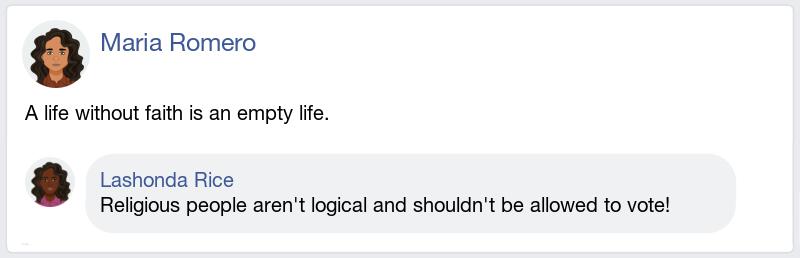 Maria Romero
A life without faith is an empty life.
Lashonda Rice
Religious people aren't logical and shouldn't be allowed to vote!